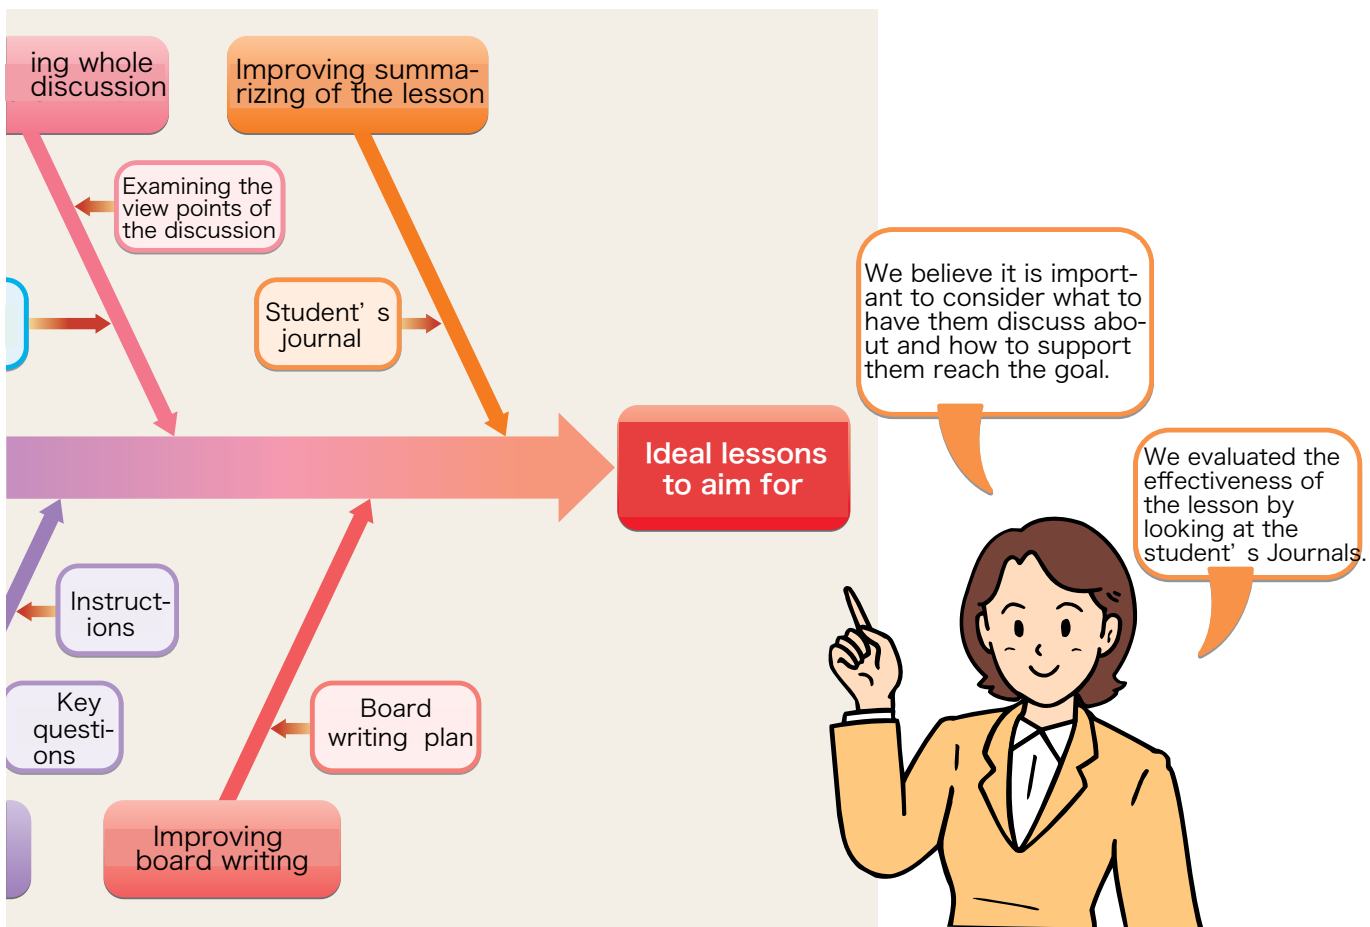 ing whole
discussion
Improving summa-
rizing of the lesson
Examining the
view points of
the discussion
Student’ s
journal
We believe it is import-
ant to consider what to
have them discuss abo-
ut and how to support
them reach the goal.
Ideal lessons
to aim for
We evaluated the
effectiveness of
the lesson by
looking at the
student’ s Journals.
Instruct-
ions
Key
questi-
ons
Board
writing plan
Improving
board writing